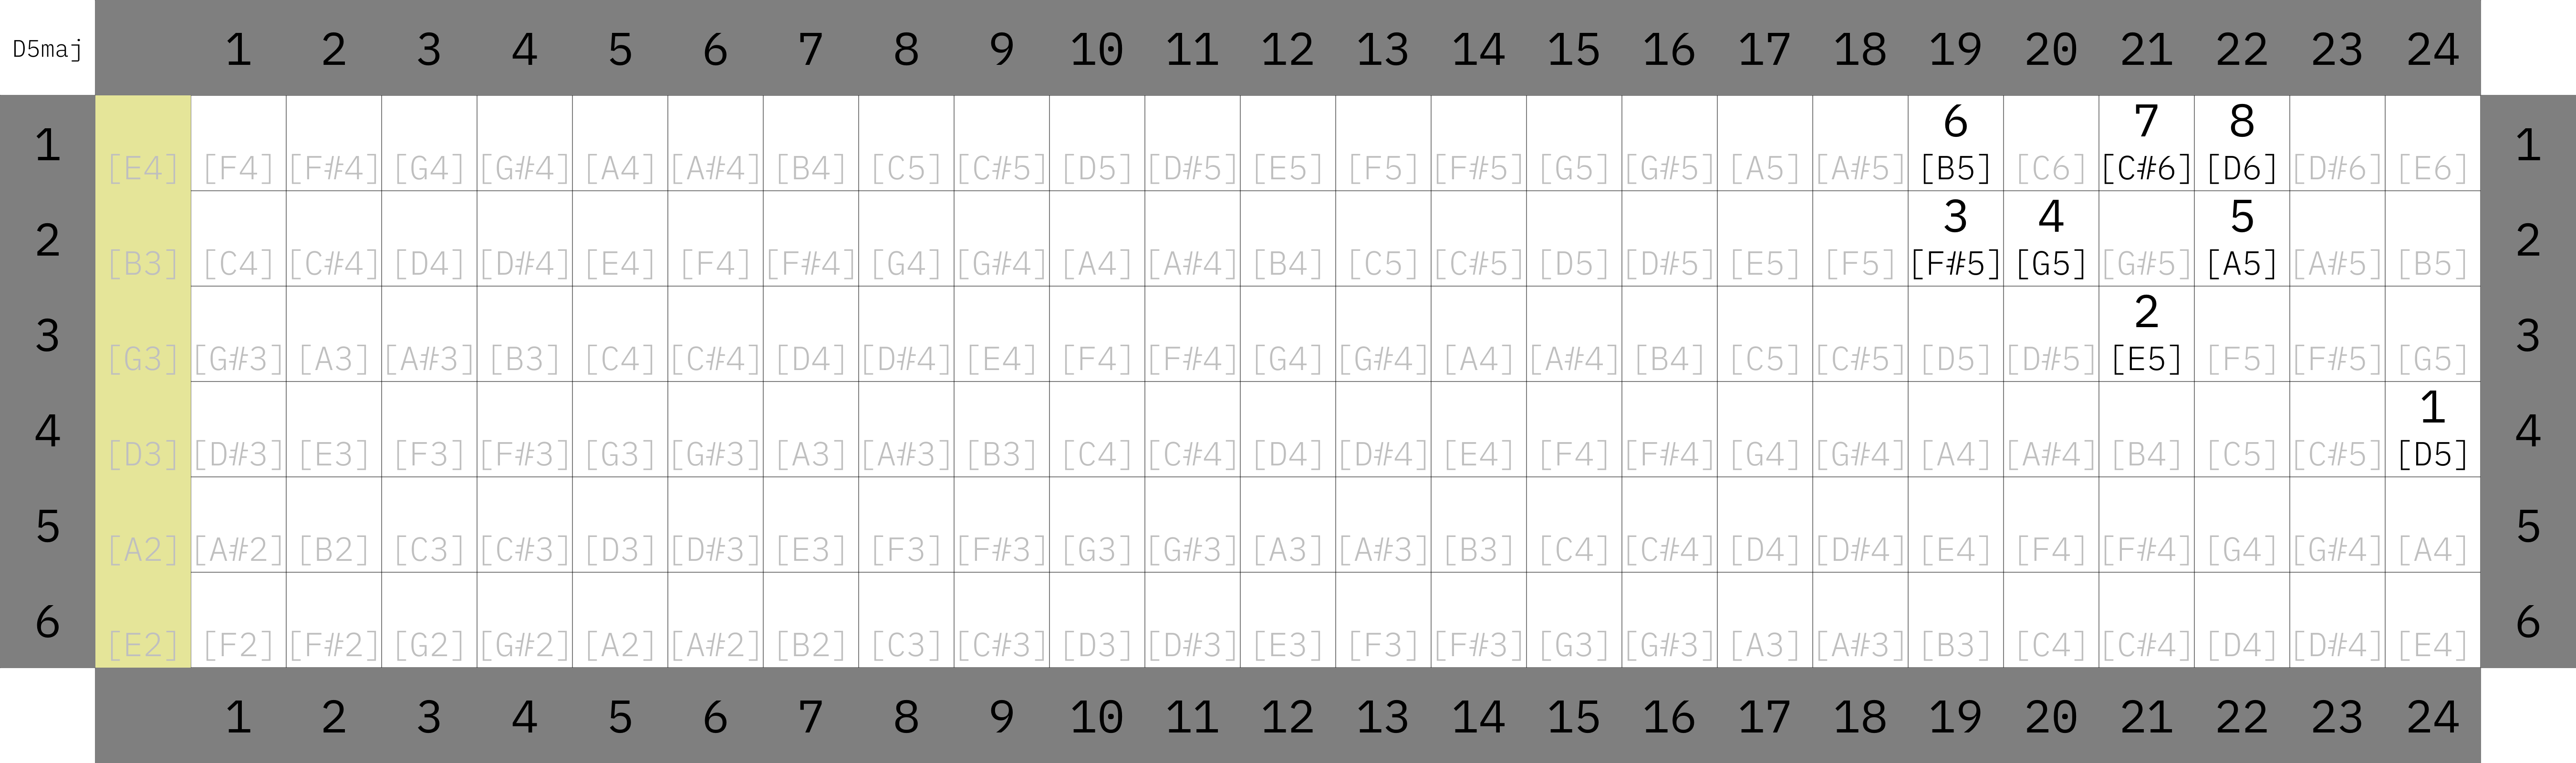 D5maj 1 2 3 4 5 6 7 8 9 10 11 12 13 14 15 16 17 18 19 20 21 22 23 24
6 7 8
1 [E4] [F4] [F#4] [G4] [G#4] [A4] [A#4] [B4] [C5] [C#5] [D5] [D#5] [E5] [F5] [F#5] [G5] [G#5] [A5] [A#5] [B5] [C6] [C#6] [D6] [D#6] [E6] 1
3 4 5
2 [B3] [C4] [C#4] [D4] [D#4] [E4] [F4] [F#4] [G4] [G#4] [A4] [A#4] [B4] [C5] [C#5] [D5] [D#5] [E5] [F5] [F#5] [G5] [G#5] [A5] [A#5] [B5] 2
2
3 [G3] [G#3] [A3] [A#3] [B3] [C4] [C#4] [D4] [D#4] [E4] [F4] [F#4] [G4] [G#4] [A4] [A#4] [B4] [C5] [C#5] [D5] [D#5] [E5] [F5] [F#5] [G5] 3
1
4 [D3] [D#3] [E3] [F3] [F#3] [G3] [G#3] [A3] [A#3] [B3] [C4] [C#4] [D4] [D#4] [E4] [F4] [F#4] [G4] [G#4] [A4] [A#4] [B4] [C5] [C#5] [D5] 4
5 [A2] [A#2] [B2] [C3] [C#3] [D3] [D#3] [E3] [F3] [F#3] [G3] [G#3] [A3] [A#3] [B3] [C4] [C#4] [D4] [D#4] [E4] [F4] [F#4] [G4] [G#4] [A4] 5
6 [E2] [F2] [F#2] [G2] [G#2] [A2] [A#2] [B2] [C3] [C#3] [D3] [D#3] [E3] [F3] [F#3] [G3] [G#3] [A3] [A#3] [B3] [C4] [C#4] [D4] [D#4] [E4] 6
1 2 3 4 5 6 7 8 9 10 11 12 13 14 15 16 17 18 19 20 21 22 23 24